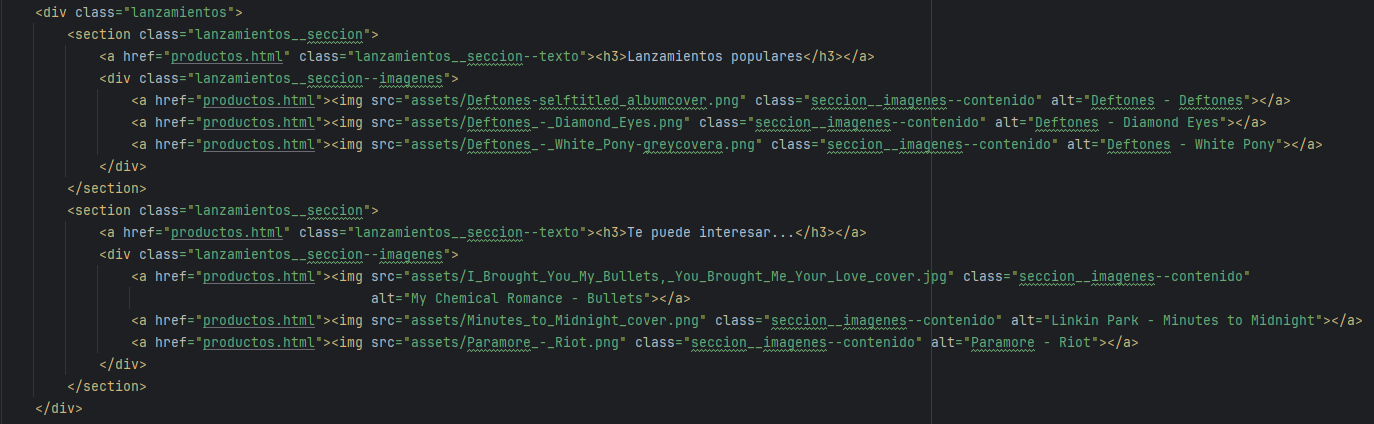 <div class="lanzamientos">
    <section class="lanzamientos__seccion">
        <a href="productos.html" class="lanzamientos__seccion--texto"><h3>Lanzamientos populares</h3></a>
        <div class="lanzamientos__seccion--imagenes">
            <a href="productos.html"><img src="assets/Deftones-selftitled_albumcover.png" class="seccion__imagenes--contenido" alt="Deftones - Deftones"></a>
            <a href="productos.html"><img src="assets/Deftones_-_Diamond_Eyes.png" class="seccion__imagenes--contenido" alt="Deftones - Diamond Eyes"></a>
            <a href="productos.html"><img src="assets/Deftones_-_White_Pony-greycovera.png" class="seccion__imagenes--contenido" alt="Deftones - White Pony"></a>
        </div>
    </section>
    <section class="lanzamientos__seccion">
        <a href="productos.html" class="lanzamientos__seccion--texto"><h3>Te puede interesar...</h3></a>
        <div class="lanzamientos__seccion--imagenes">
            <a href="productos.html"><img src="assets/I_Brought_You_My_Bullets,_You_Brought_Me_Your_Love_cover.jpg" class="seccion__imagenes--contenido"
                                          alt="My Chemical Romance - Bullets"></a>
            <a href="productos.html"><img src="assets/Minutes_to_Midnight_cover.png" class="seccion__imagenes--contenido" alt="Linkin Park - Minutes to Midnight"></a>
            <a href="productos.html"><img src="assets/Paramore_-_Riot.png" class="seccion__imagenes--contenido" alt="Paramore - Riot"></a>
        </div>
    </section>
</div>